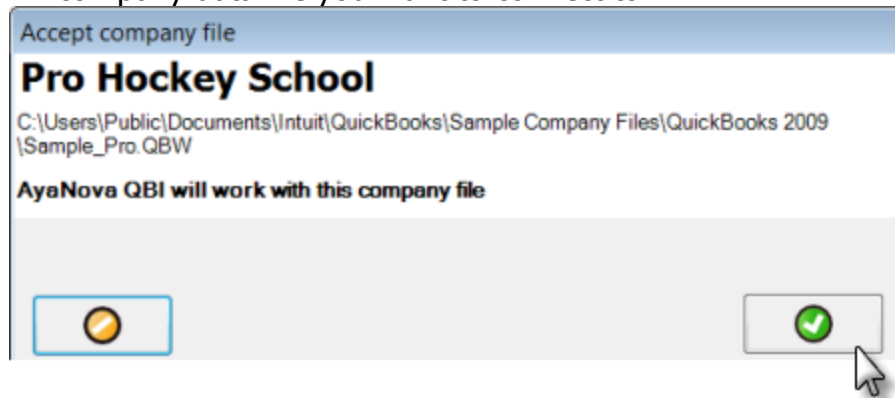 Accept company file
Pro Hockey School
C:\Users\Public\Documents\Intuit\QuickBooks\Sample Company Files\QuickBooks 2009
\Sample_Pro.QBW
AyaNova QBI will work with this company file